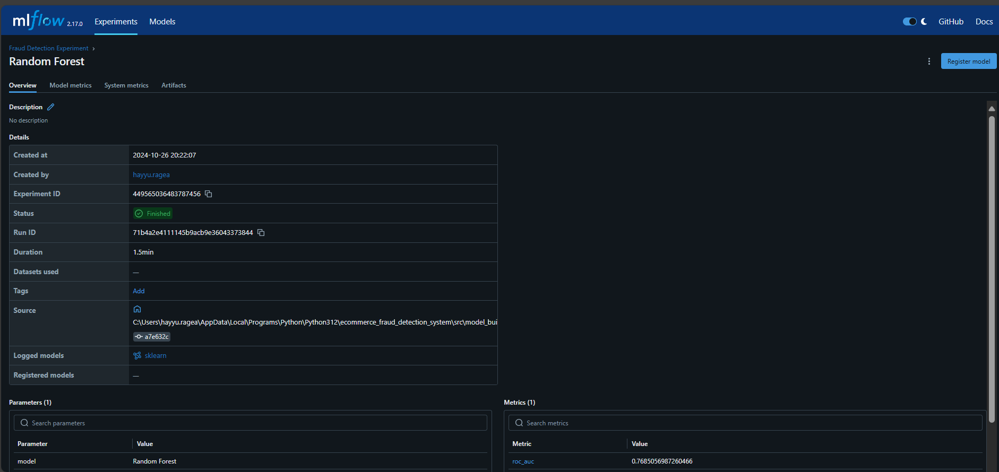 mlflow 2.17.0 Experiments Models GitHub Docs
Fraud Detection Experiment
Random Forest
Register model
Overview Model metrics System metrics Artifacts
Description
No description
Details
Created at 2024-10-26 20:22:07
Created by hayyu.ragea
Experiment ID 449565036483787456
Status Finished
Run ID 71b4a2e4111145b9acb9e36043373844
Duration 1.5min
Datasets used —
Tags Add
Source
C:\Users\hayyu.ragea\AppData\Local\Programs\Python\Python312\ecommerce_fraud_detection_system\src\model_bui
a7e632c
Logged models sklearn
Registered models —
Parameters (1) Metrics (1)
Search parameters Search metrics
Parameter Value Metric Value
model Random Forest roc_auc 0.7685056987260466